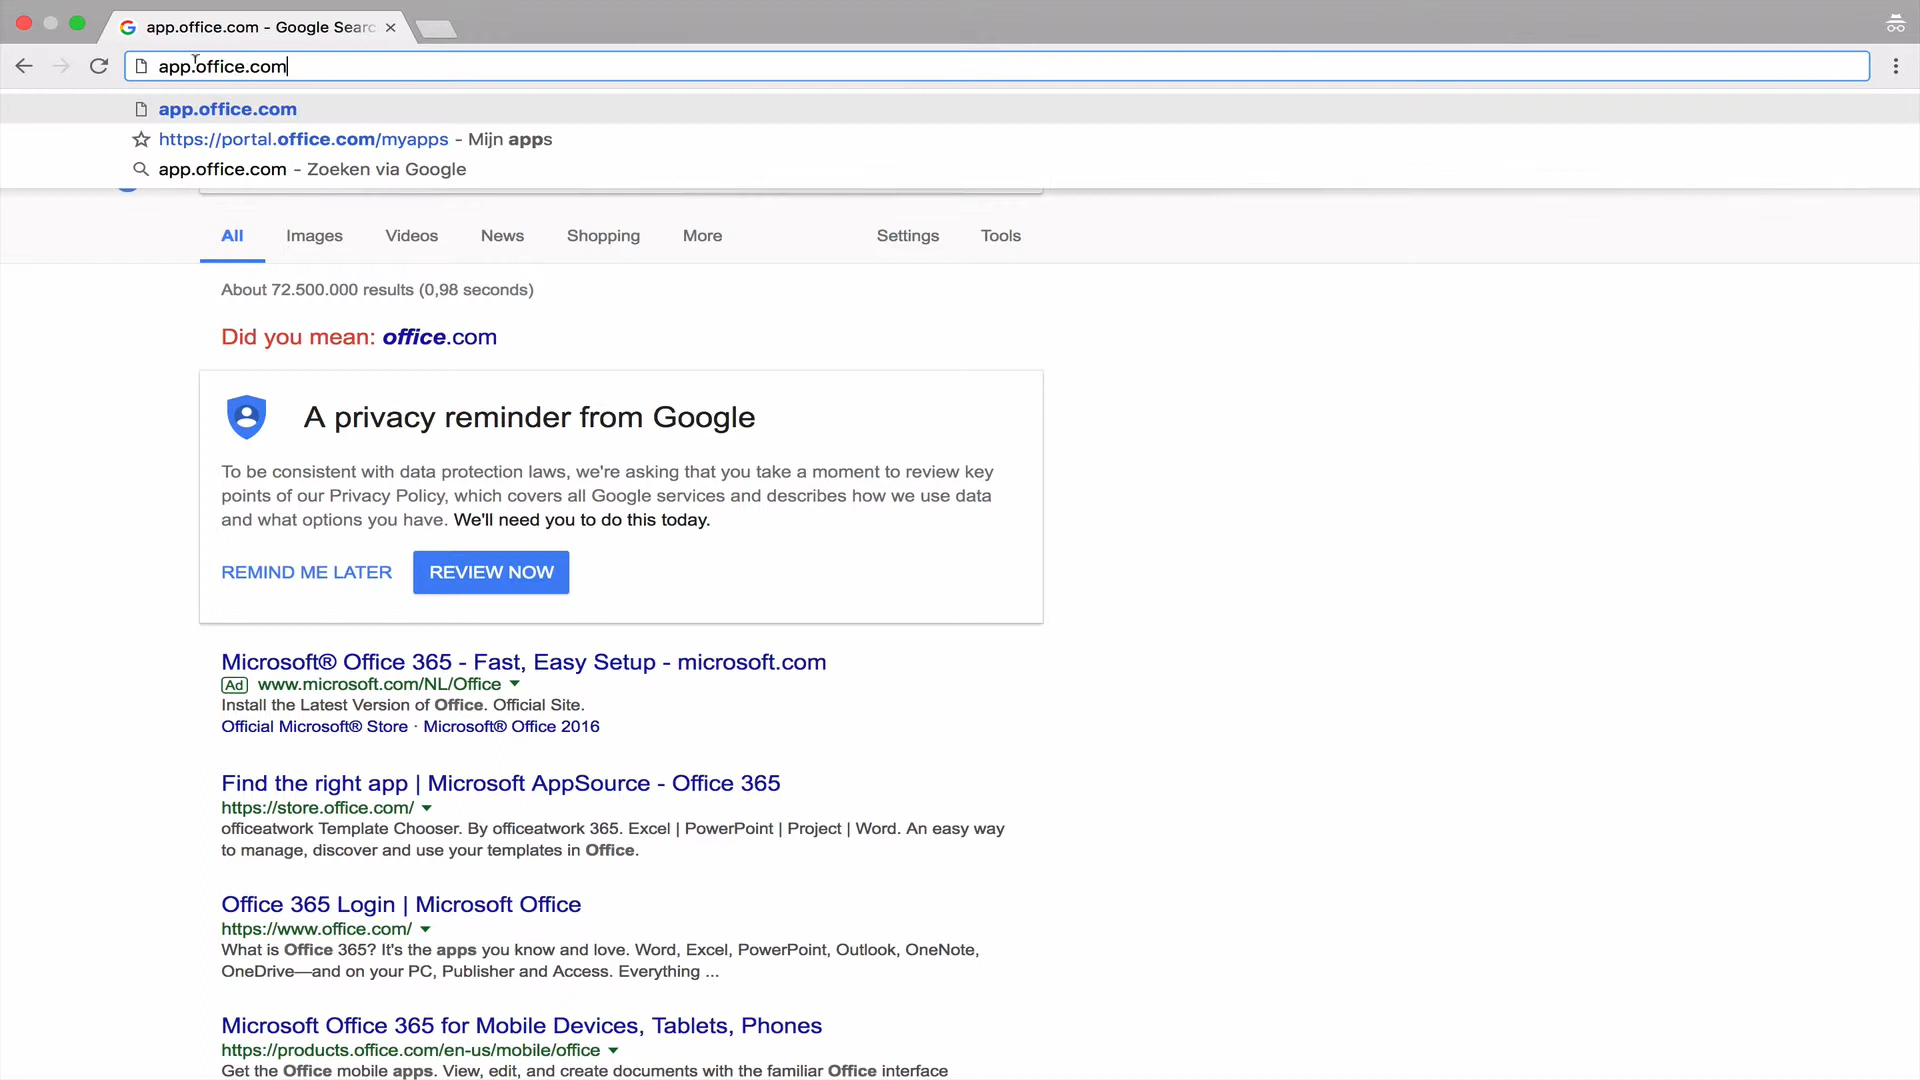 app.office.com - Google Searc
app.office.com
app.office.com
https://portal.office.com/myapps - Mijn apps
app.office.com - Zoeken via Google
All Images Videos News Shopping More Settings Tools
About 72.500.000 results (0,98 seconds)
Did you mean: office.com
A privacy reminder from Google
To be consistent with data protection laws, we're asking that you take a moment to review key
points of our Privacy Policy, which covers all Google services and describes how we use data
and what options you have. We'll need you to do this today.
REMIND ME LATER REVIEW NOW
Microsoft® Office 365 - Fast, Easy Setup - microsoft.com
Ad www.microsoft.com/NL/Office
Install the Latest Version of Office. Official Site.
Official Microsoft® Store · Microsoft® Office 2016
Find the right app | Microsoft AppSource - Office 365
https://store.office.com/
officeatwork Template Chooser. By officeatwork 365. Excel | PowerPoint | Project | Word. An easy way
to manage, discover and use your templates in Office.
Office 365 Login | Microsoft Office
https://www.office.com/
What is Office 365? It's the apps you know and love. Word, Excel, PowerPoint, Outlook, OneNote,
OneDrive—and on your PC, Publisher and Access. Everything ...
Microsoft Office 365 for Mobile Devices, Tablets, Phones
https://products.office.com/en-us/mobile/office
Get the Office mobile apps. View, edit, and create documents with the familiar Office interface